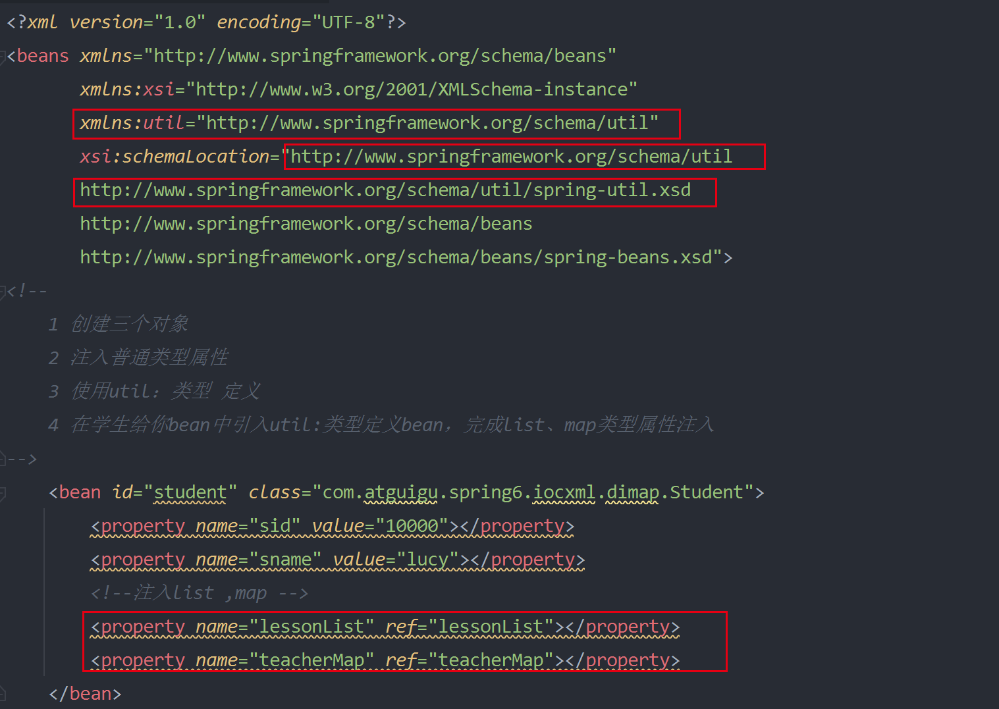 <?xml version="1.0" encoding="UTF-8"?>
<beans xmlns="http://www.springframework.org/schema/beans"
xmlns:xsi="http://www.w3.org/2001/XMLSchema-instance"
xmlns:util="http://www.springframework.org/schema/util"
xsi:schemaLocation="http://www.springframework.org/schema/util
http://www.springframework.org/schema/util/spring-util.xsd
http://www.springframework.org/schema/beans
http://www.springframework.org/schema/beans/spring-beans.xsd">
<!--
1 创建三个对象
2 注入普通类型属性
3 使用util：类型 定义
4 在学生给你bean中引入util:类型定义bean，完成list、map类型属性注入
-->
<bean id="student" class="com.atguigu.spring6.iocxml.dimap.Student">
<property name="sid" value="10000"></property>
<property name="sname" value="lucy"></property>
<!--注入list ,map -->
<property name="lessonList" ref="lessonList"></property>
<property name="teacherMap" ref="teacherMap"></property>
</bean>